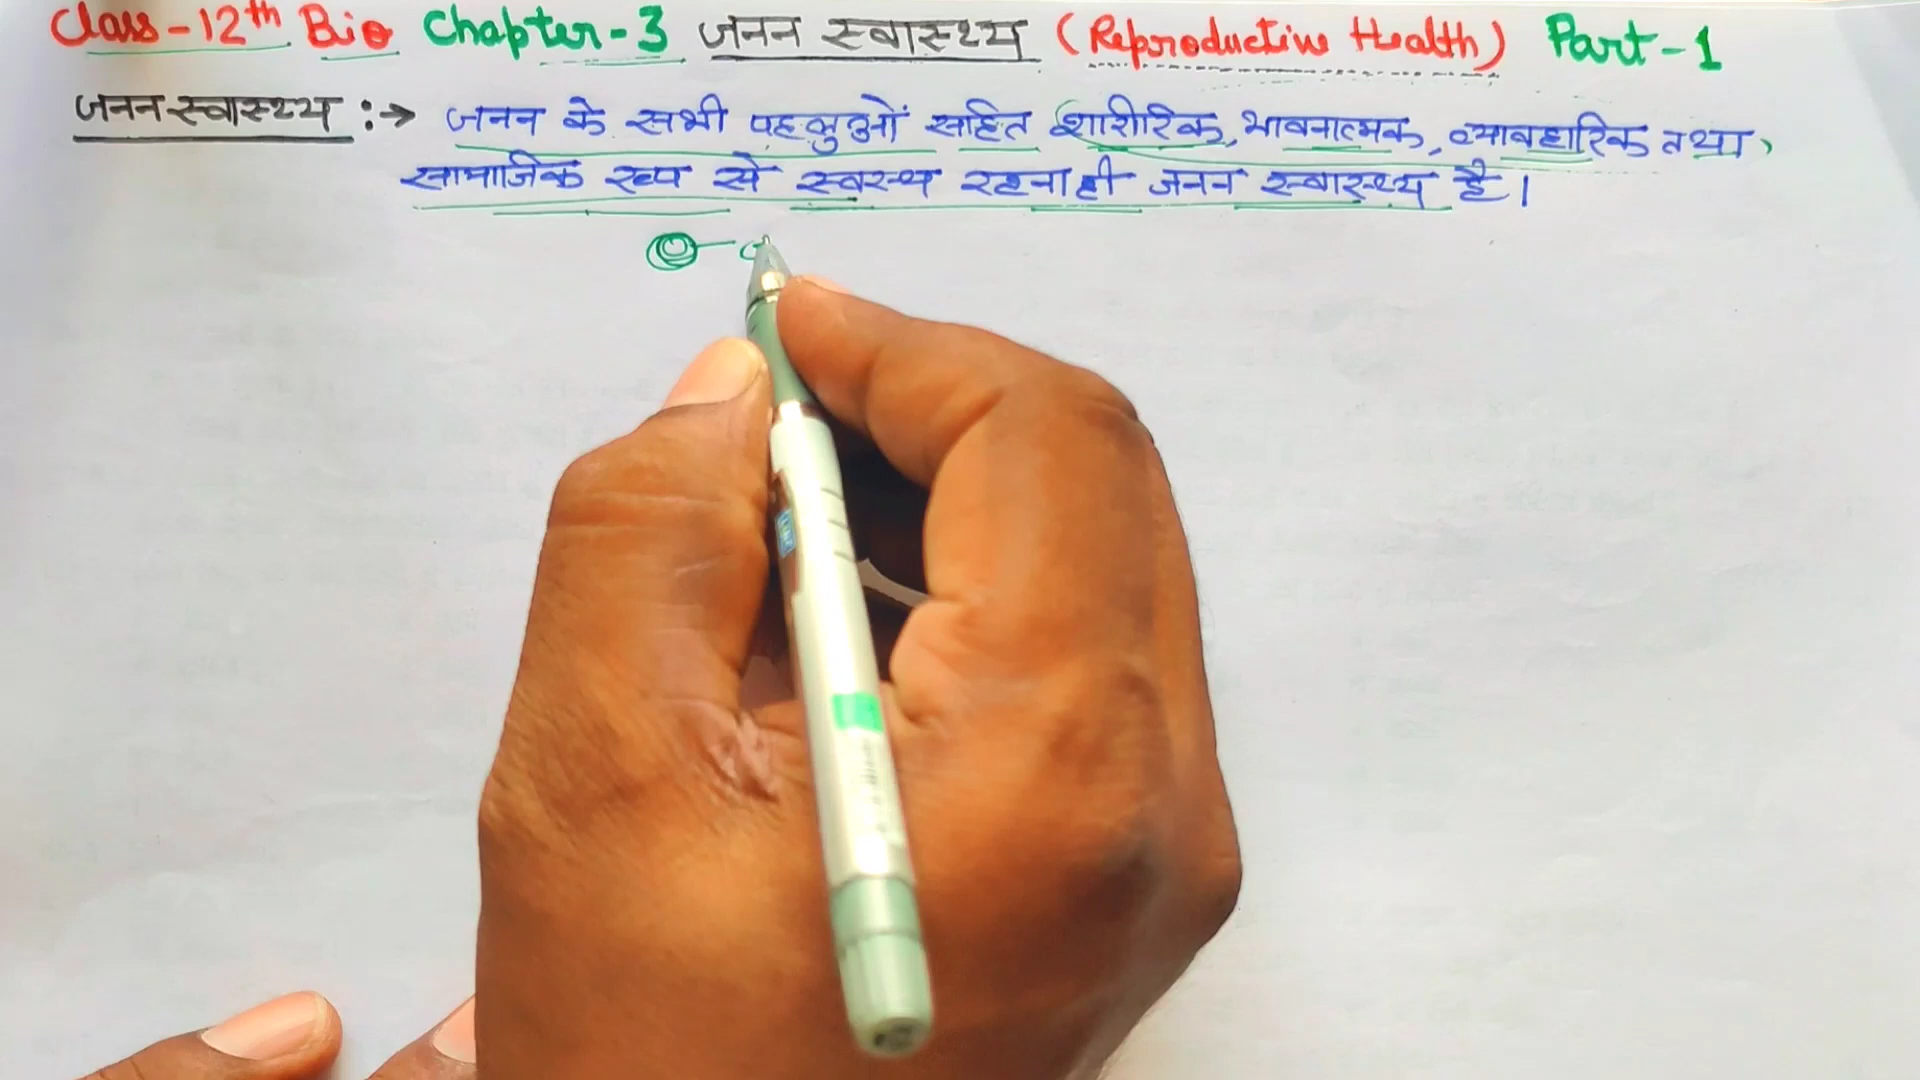 Class-12th Bio Chapter-3 जनन स्वास्थ्य (Reproductive Health) Part-1
जनन स्वास्थ्य :→ जनन के सभी पहलुओं सहित शारीरिक, भावनात्मक, व्यावहारिक तथा,
सामाजिक रूप से स्वस्थ रहना ही जनन स्वास्थ्य है।